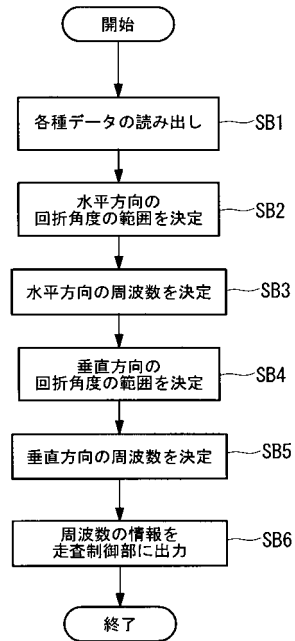 開始
各種データの読み出し
SB1
水平方向の
回折角度の範囲を決定
SB2
水平方向の周波数を決定
SB3
垂直方向の
回折角度の範囲を決定
SB4
垂直方向の周波数を決定
SB5
周波数の情報を
走査制御部に出力
SB6
終了